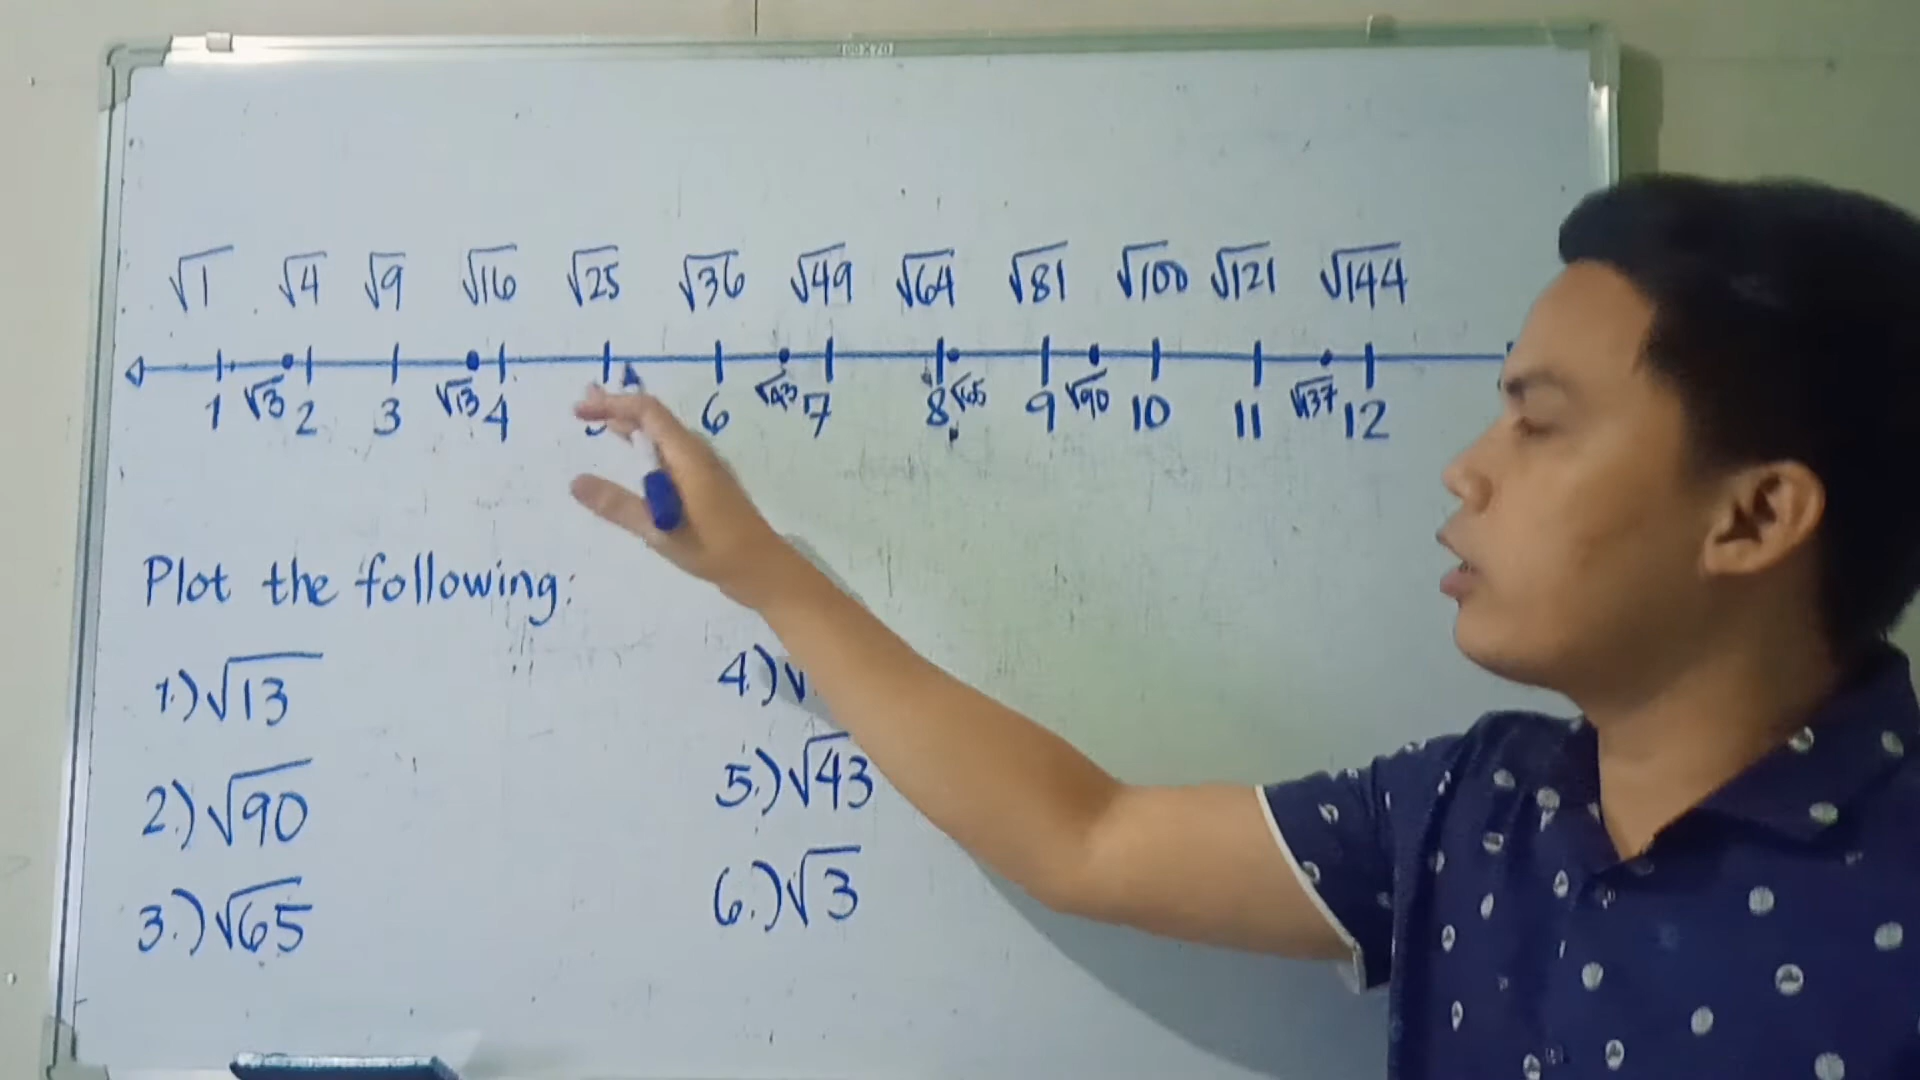 √1 √4 √9 √16 √25 √36 √49 √64 √81 √100 √121 √144
√3 √13 √43 √65 √90 √137
1 2 3 4 6 7 8 9 10 11 12
Plot the following:
1.) √13
2.) √90
3.) √65
4.) √
5.) √43
6.) √3